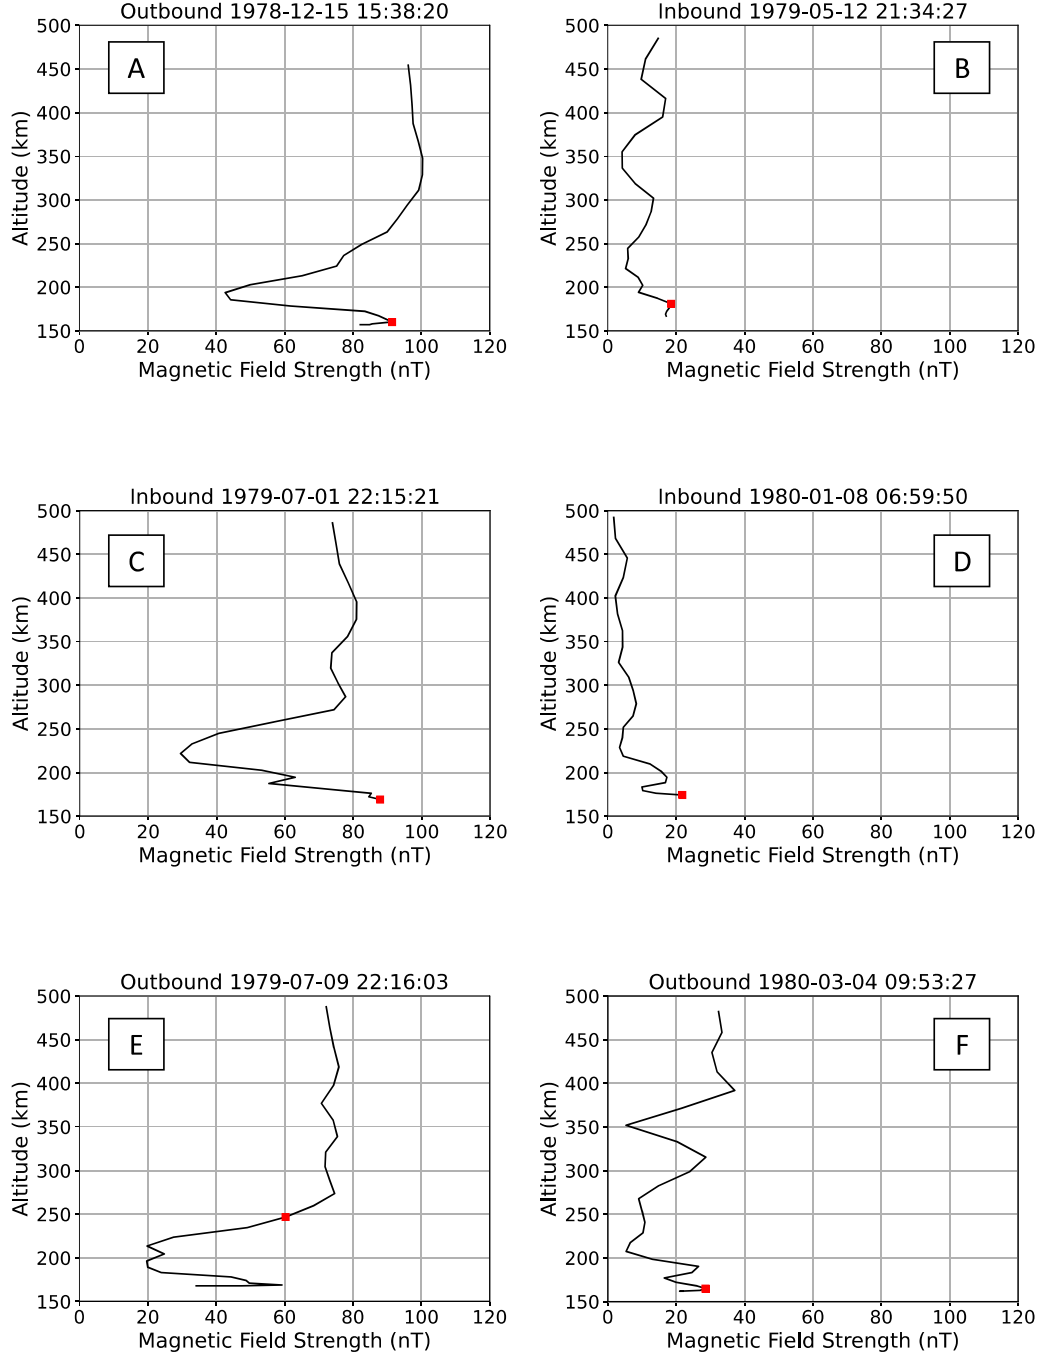 Outbound 1978-12-15 15:38:20
A
500
450
400
350
300
250
200
150
Altitude (km)
0 20 40 60 80 100 120
Magnetic Field Strength (nT)
Inbound 1979-05-12 21:34:27
B
500
450
400
350
300
250
200
150
Altitude (km)
0 20 40 60 80 100 120
Magnetic Field Strength (nT)
Inbound 1979-07-01 22:15:21
C
500
450
400
350
300
250
200
150
Altitude (km)
0 20 40 60 80 100 120
Magnetic Field Strength (nT)
Inbound 1980-01-08 06:59:50
D
500
450
400
350
300
250
200
150
Altitude (km)
0 20 40 60 80 100 120
Magnetic Field Strength (nT)
Outbound 1979-07-09 22:16:03
E
500
450
400
350
300
250
200
150
Altitude (km)
0 20 40 60 80 100 120
Magnetic Field Strength (nT)
Outbound 1980-03-04 09:53:27
F
500
450
400
350
300
250
200
150
Altitude (km)
0 20 40 60 80 100 120
Magnetic Field Strength (nT)